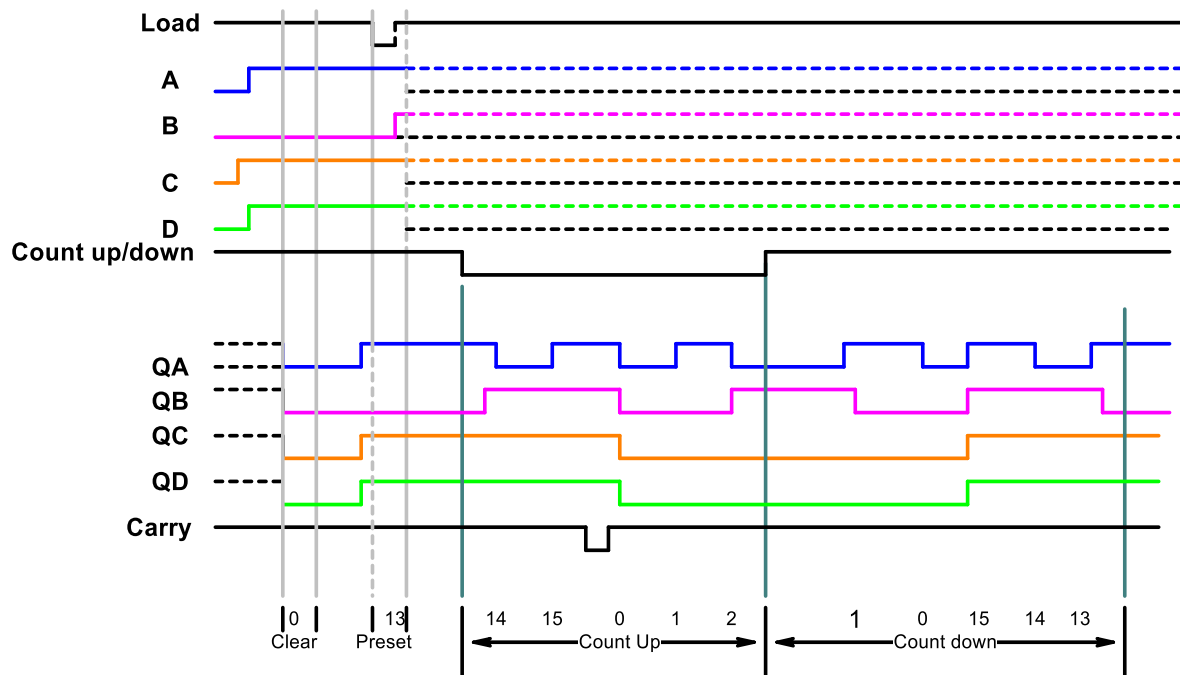 Load
A
B
C
D
Count up/down
QA
QB
QC
QD
Carry
0 13 14 15 0 1 2 1 0 15 14 13
Clear Preset Count Up Count down